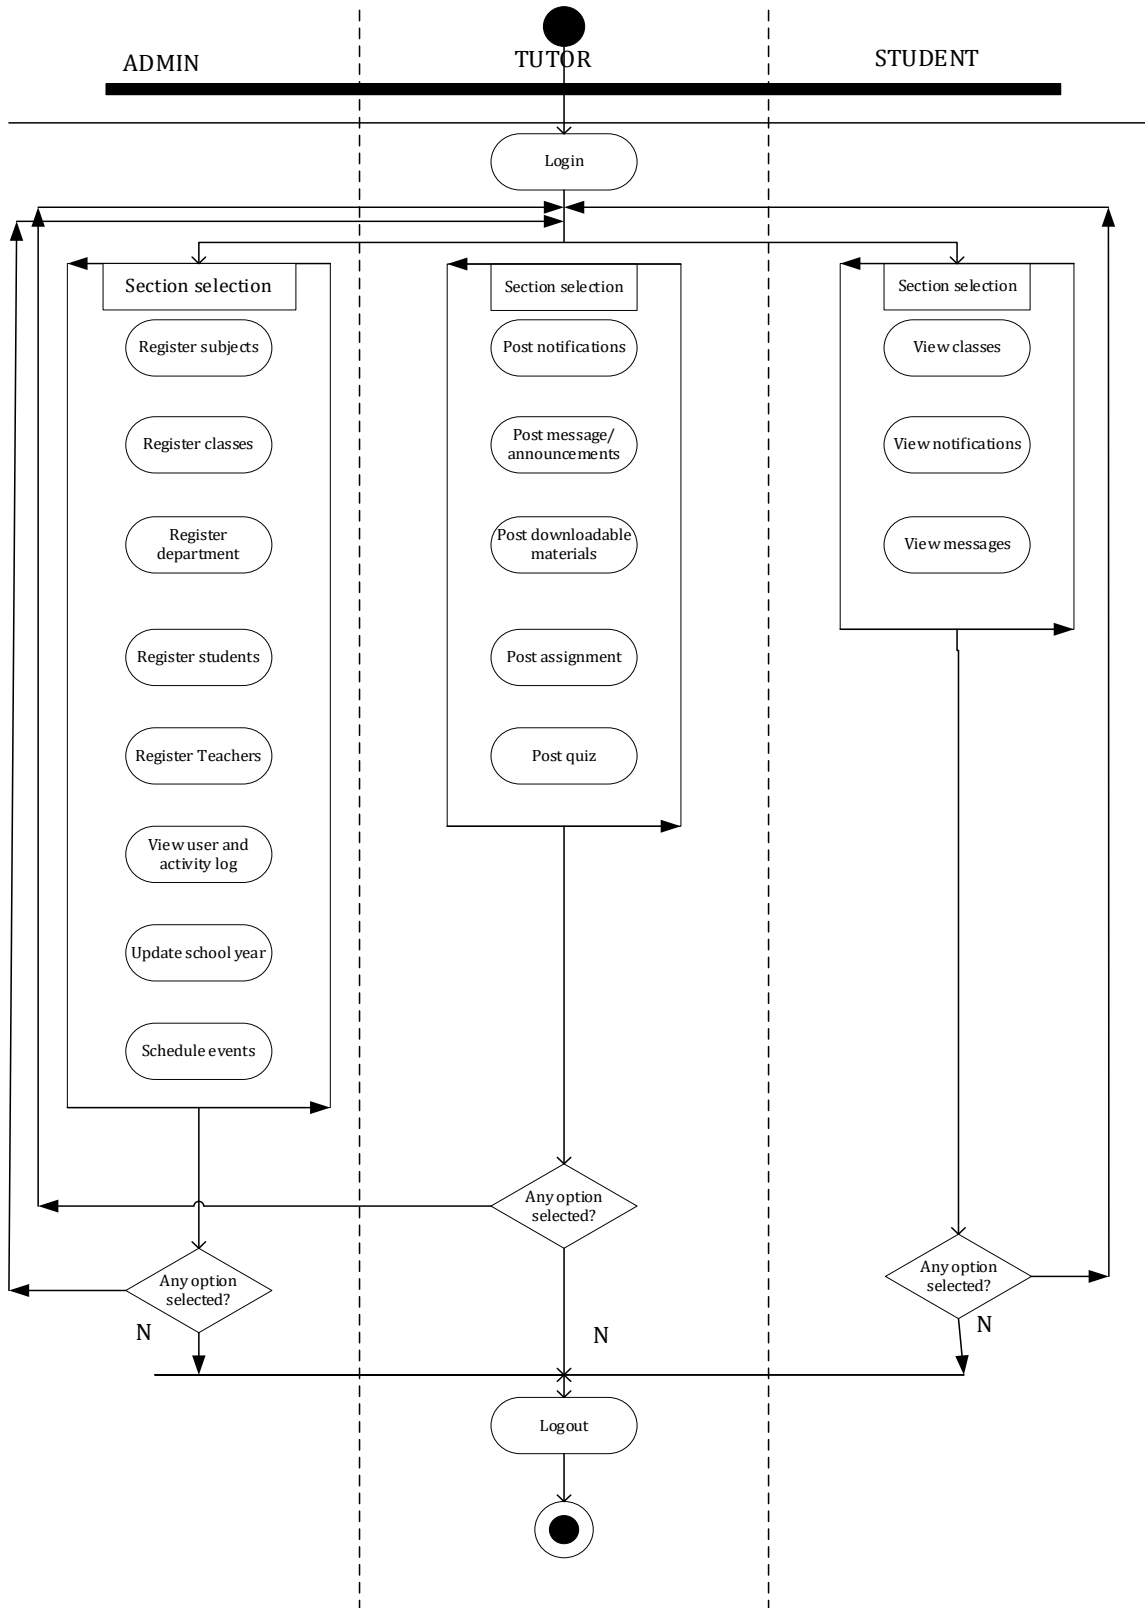 ADMIN
TUTOR
STUDENT
Login
Section selection
Register subjects
Register classes
Register
department
Register students
Register Teachers
View user and
activity log
Update school year
Schedule events
Any option
selected?
N
Section selection
Post notifications
Post message/
announcements
Post downloadable
materials
Post assignment
Post quiz
Any option
selected?
N
Section selection
View classes
View notifications
View messages
Any option
selected?
N
Logout